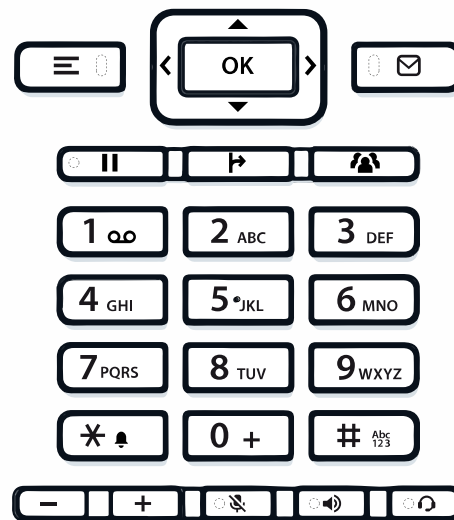 OK
1
2 ABC
3 DEF
4 GHI
5 JKL
6 MNO
7 PQRS
8 TUV
9 WXYZ
*
0 +
# Abc 123
- +